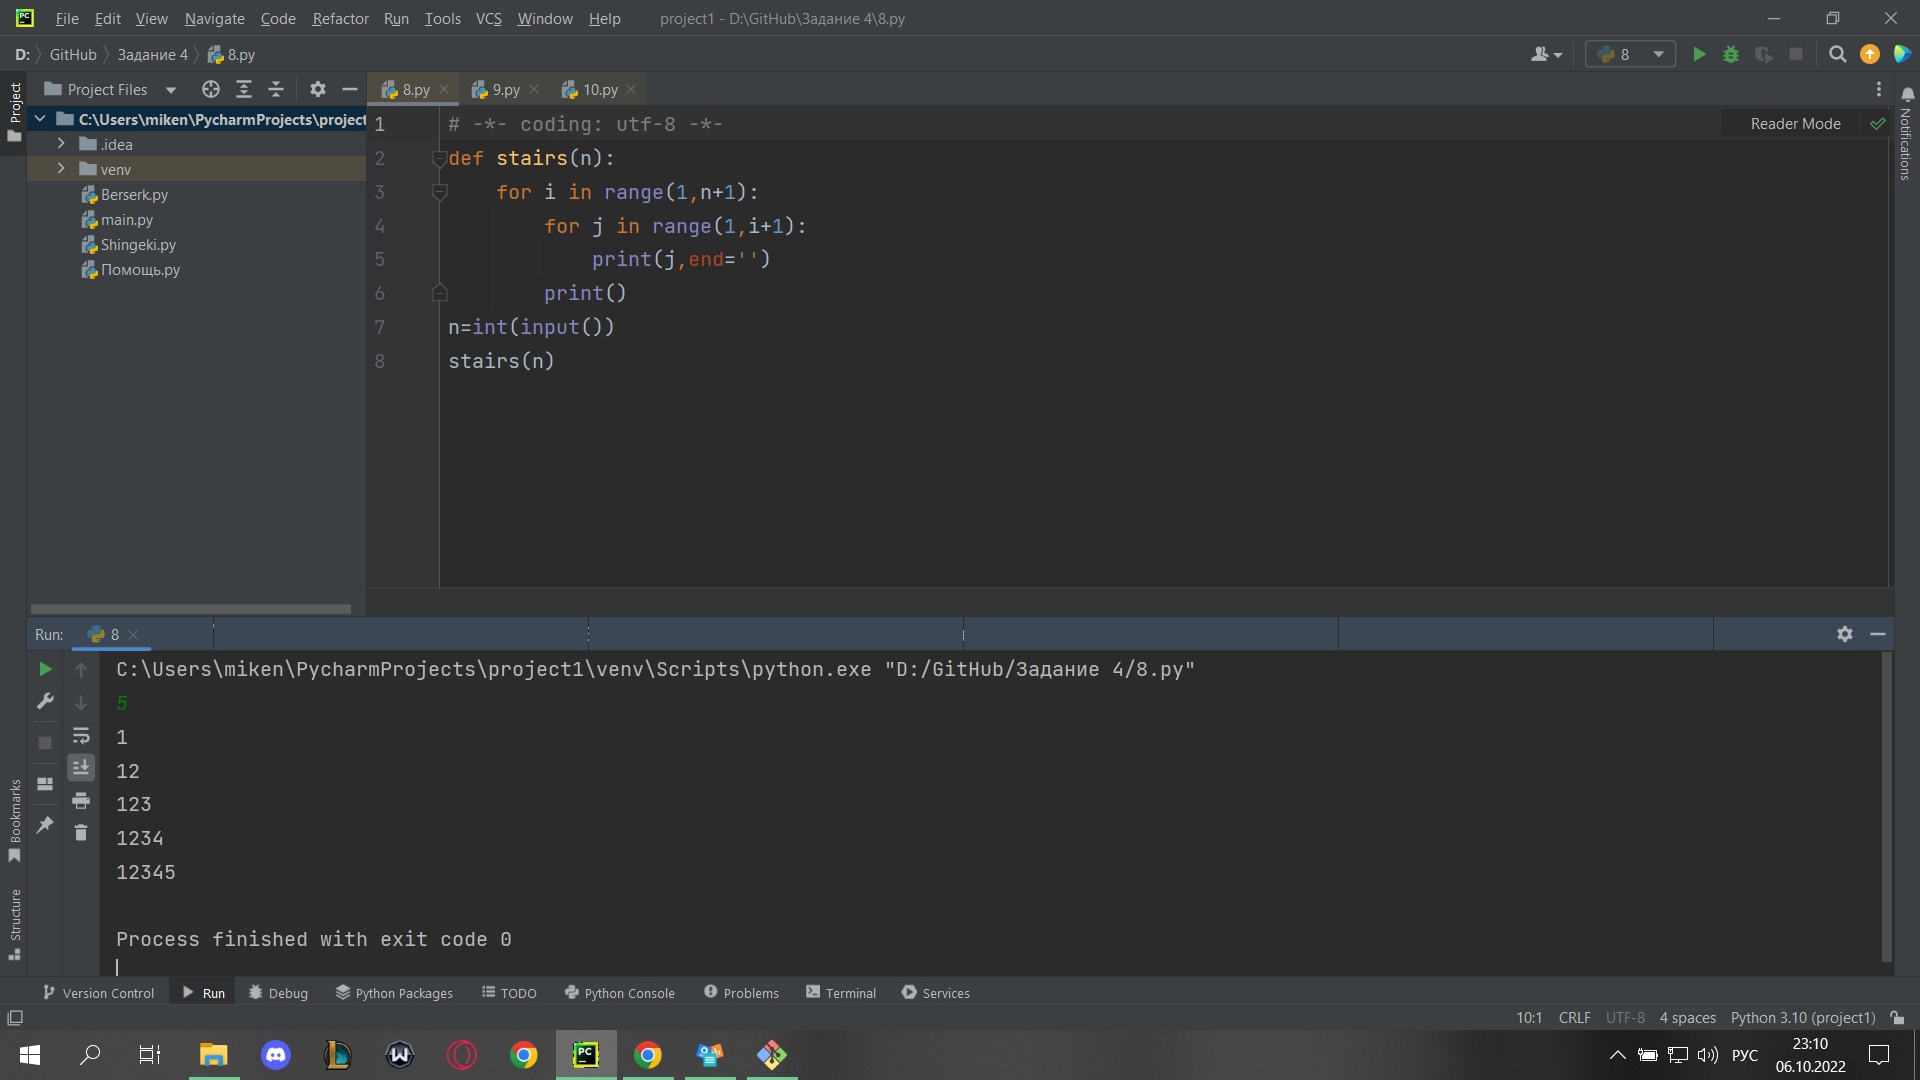 PC File Edit View Navigate Code Refactor Run Tools VCS Window Help project1 - D:\GitHub\Задание 4\8.py
D: GitHub Задание 4 8.py 8
Project Files 8.py 9.py 10.py
Project
Notifications
C:\Users\miken\PycharmProjects\project
.idea
venv
Berserk.py
main.py
Shingeki.py
Помощь.py
Reader Mode
1 # -*- coding: utf-8 -*-
2 def stairs(n):
3 for i in range(1,n+1):
4 for j in range(1,i+1):
5 print(j,end='')
6 print()
7 n=int(input())
8 stairs(n)
Run: 8
C:\Users\miken\PycharmProjects\project1\venv\Scripts\python.exe "D:/GitHub/Задание 4/8.py"
5
1
12
123
1234
12345
Process finished with exit code 0
Bookmarks
Structure
Version Control Run Debug Python Packages TODO Python Console Problems Terminal Services
10:1 CRLF UTF-8 4 spaces Python 3.10 (project1)
PC
W
РУС
23:10
06.10.2022